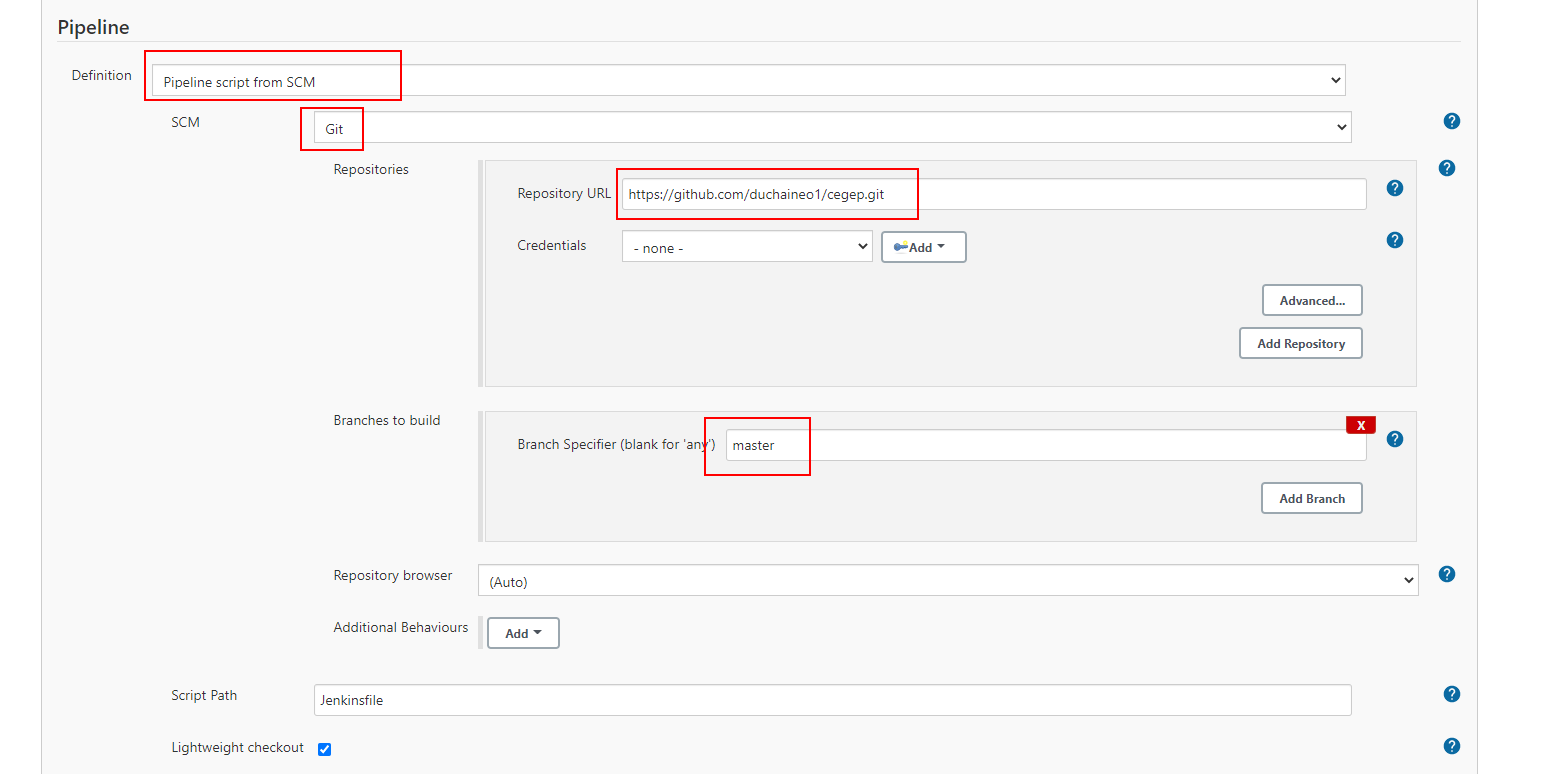 Pipeline
Definition
Pipeline script from SCM
SCM
Git
Repositories
Repository URL
https://github.com/duchaineo1/cegep.git
Credentials
- none -
Add
Advanced...
Add Repository
Branches to build
X
Branch Specifier (blank for 'any')
master
Add Branch
Repository browser
(Auto)
Additional Behaviours
Add
Script Path
Jenkinsfile
Lightweight checkout